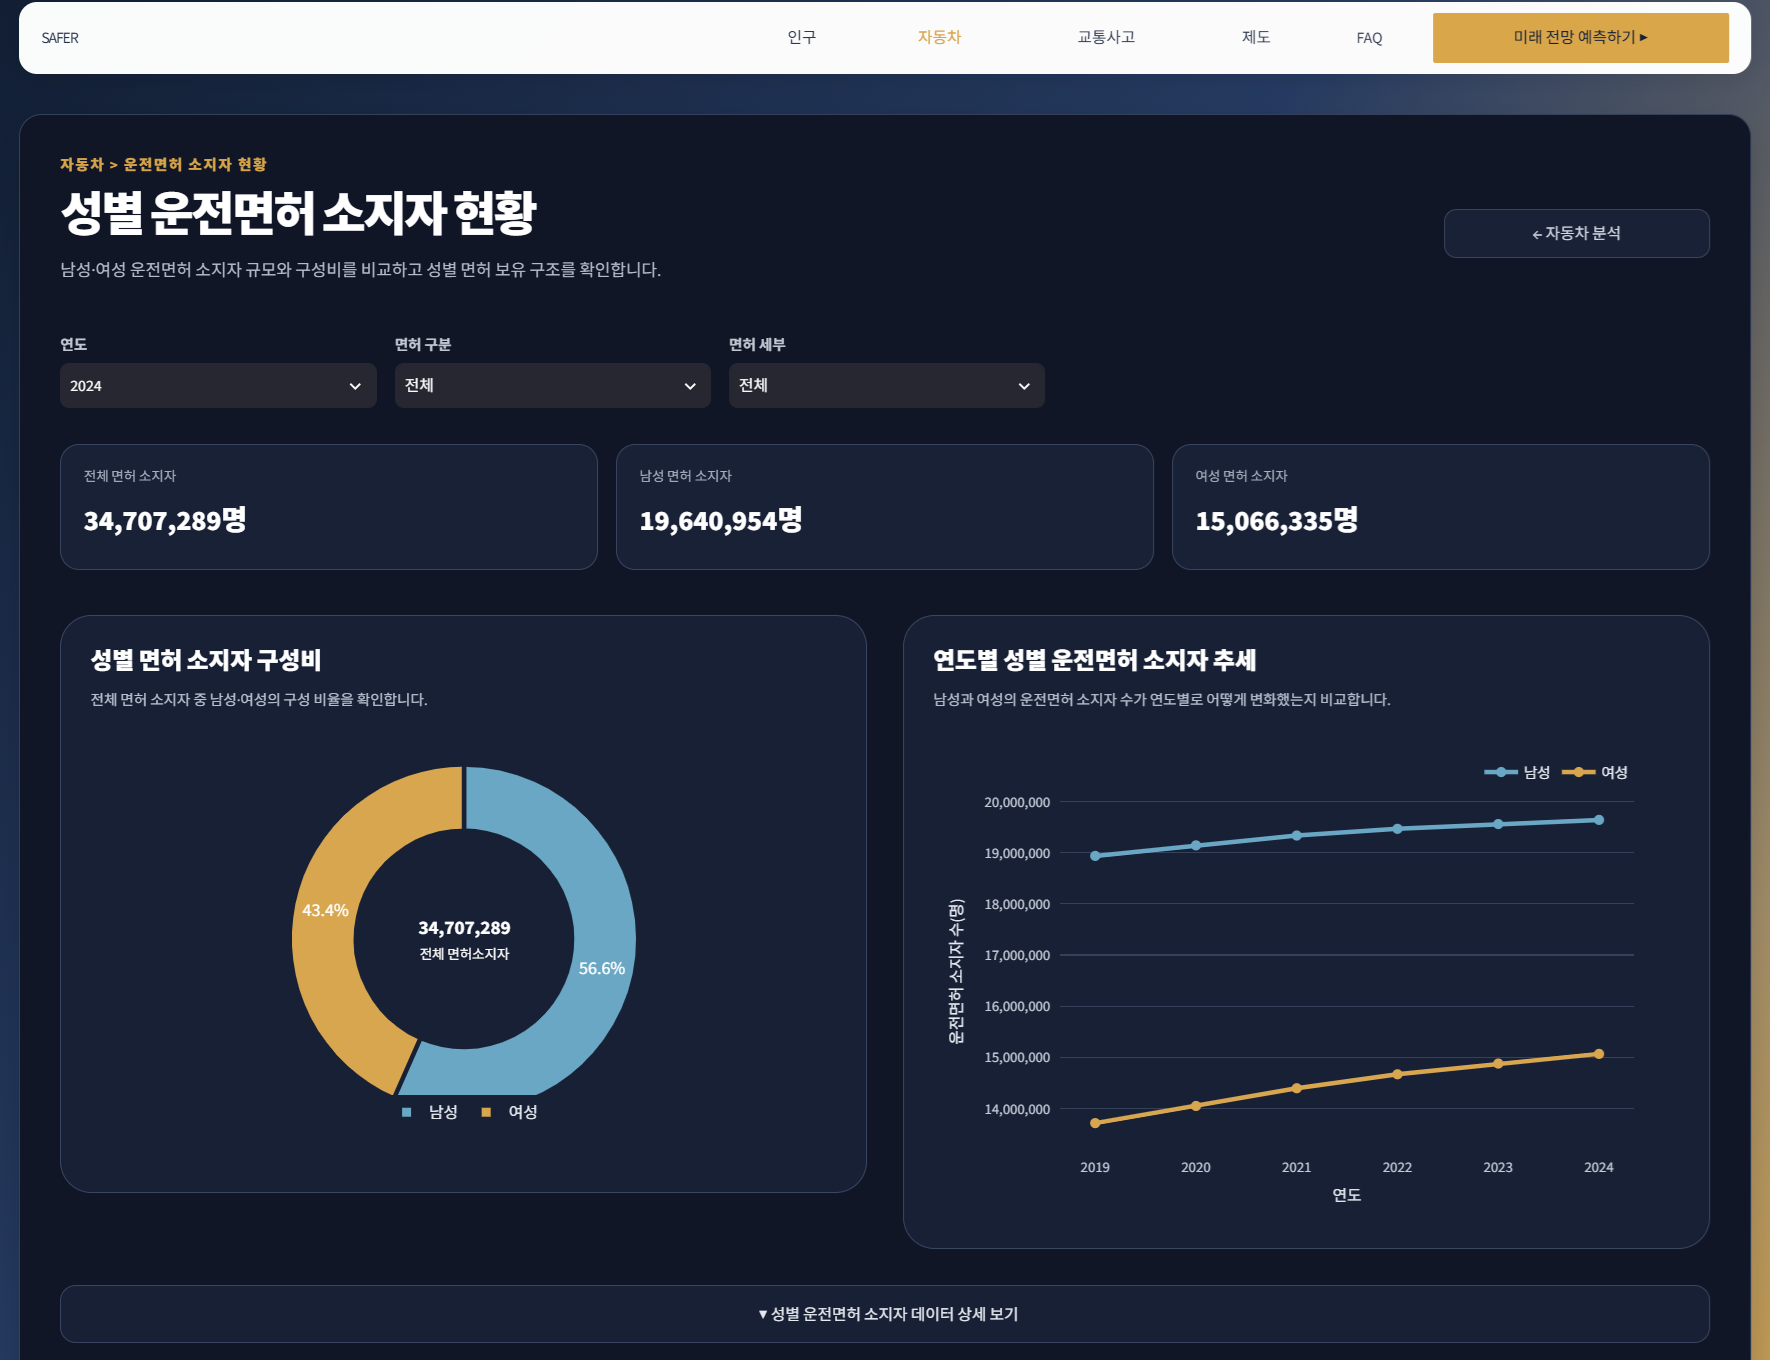 SAFER
인구
자동차
교통사고
제도
FAQ
미래 전망 예측하기 ▸
자동차 > 운전면허 소지자 현황
성별 운전면허 소지자 현황
남성·여성 운전면허 소지자 규모와 구성비를 비교하고 성별 면허 보유 구조를 확인합니다.
← 자동차 분석
연도
면허 구분
면허 세부
2024
전체
전체
전체 면허 소지자
34,707,289명
남성 면허 소지자
19,640,954명
여성 면허 소지자
15,066,335명
성별 면허 소지자 구성비
전체 면허 소지자 중 남성·여성의 구성 비율을 확인합니다.
43.4%
34,707,289
전체 면허소지자
56.6%
남성
여성
연도별 성별 운전면허 소지자 추세
남성과 여성의 운전면허 소지자 수가 연도별로 어떻게 변화했는지 비교합니다.
남성
여성
20,000,000
19,000,000
18,000,000
17,000,000
16,000,000
15,000,000
14,000,000
운전면허 소지자 수(명)
2019
2020
2021
2022
2023
2024
연도
▾ 성별 운전면허 소지자 데이터 상세 보기